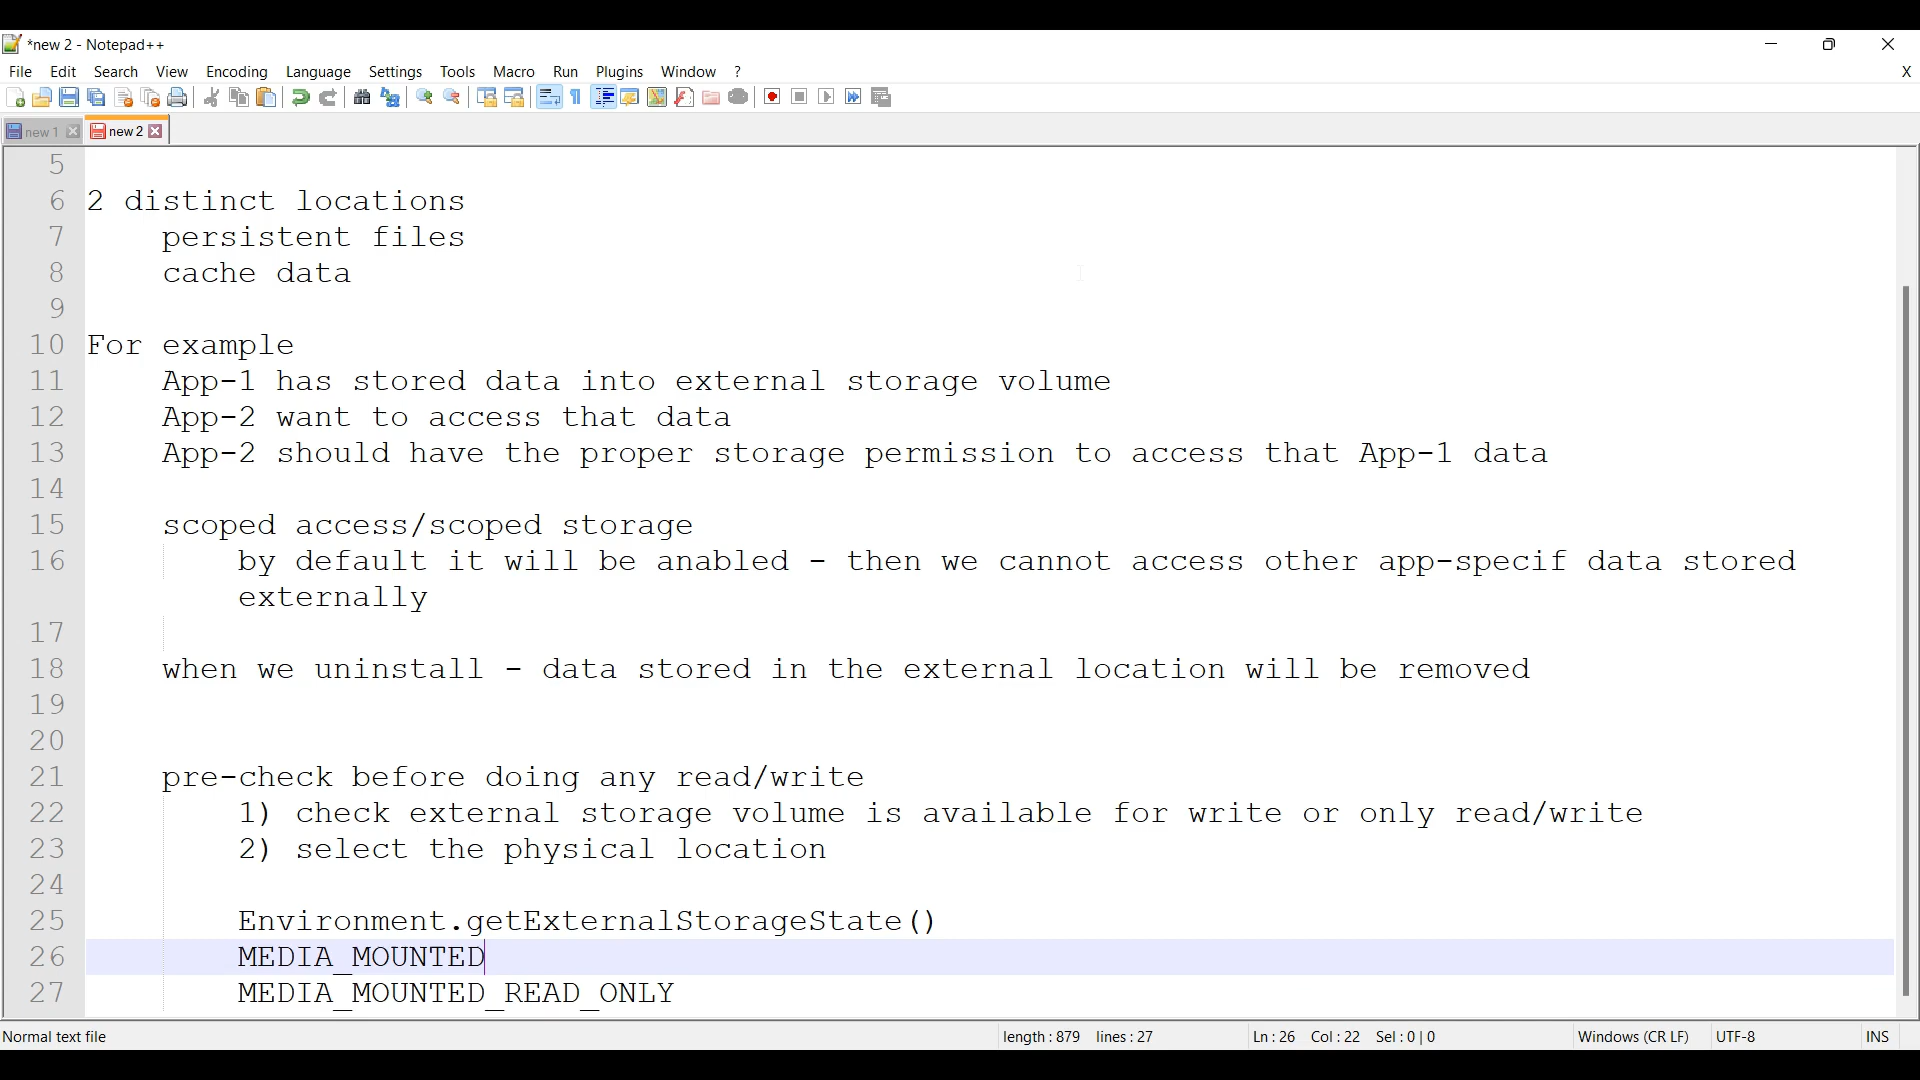 *new 2 - Notepad++
File Edit Search View Encoding Language Settings Tools Macro Run Plugins Window ? X
new 1 new 2
5
6 2 distinct locations
7 persistent files
8 cache data
9
10 For example
11 App-1 has stored data into external storage volume
12 App-2 want to access that data
13 App-2 should have the proper storage permission to access that App-1 data
14
15 scoped access/scoped storage
16 by default it will be anabled - then we cannot access other app-specif data stored
externally
17
18 when we uninstall - data stored in the external location will be removed
19
20
21 pre-check before doing any read/write
22 1) check external storage volume is available for write or only read/write
23 2) select the physical location
24
25 Environment.getExternalStorageState()
26 MEDIA_MOUNTED
27 MEDIA_MOUNTED_READ_ONLY
Normal text file length : 879 lines : 27 Ln : 26 Col : 22 Sel : 0 | 0 Windows (CR LF) UTF-8 INS